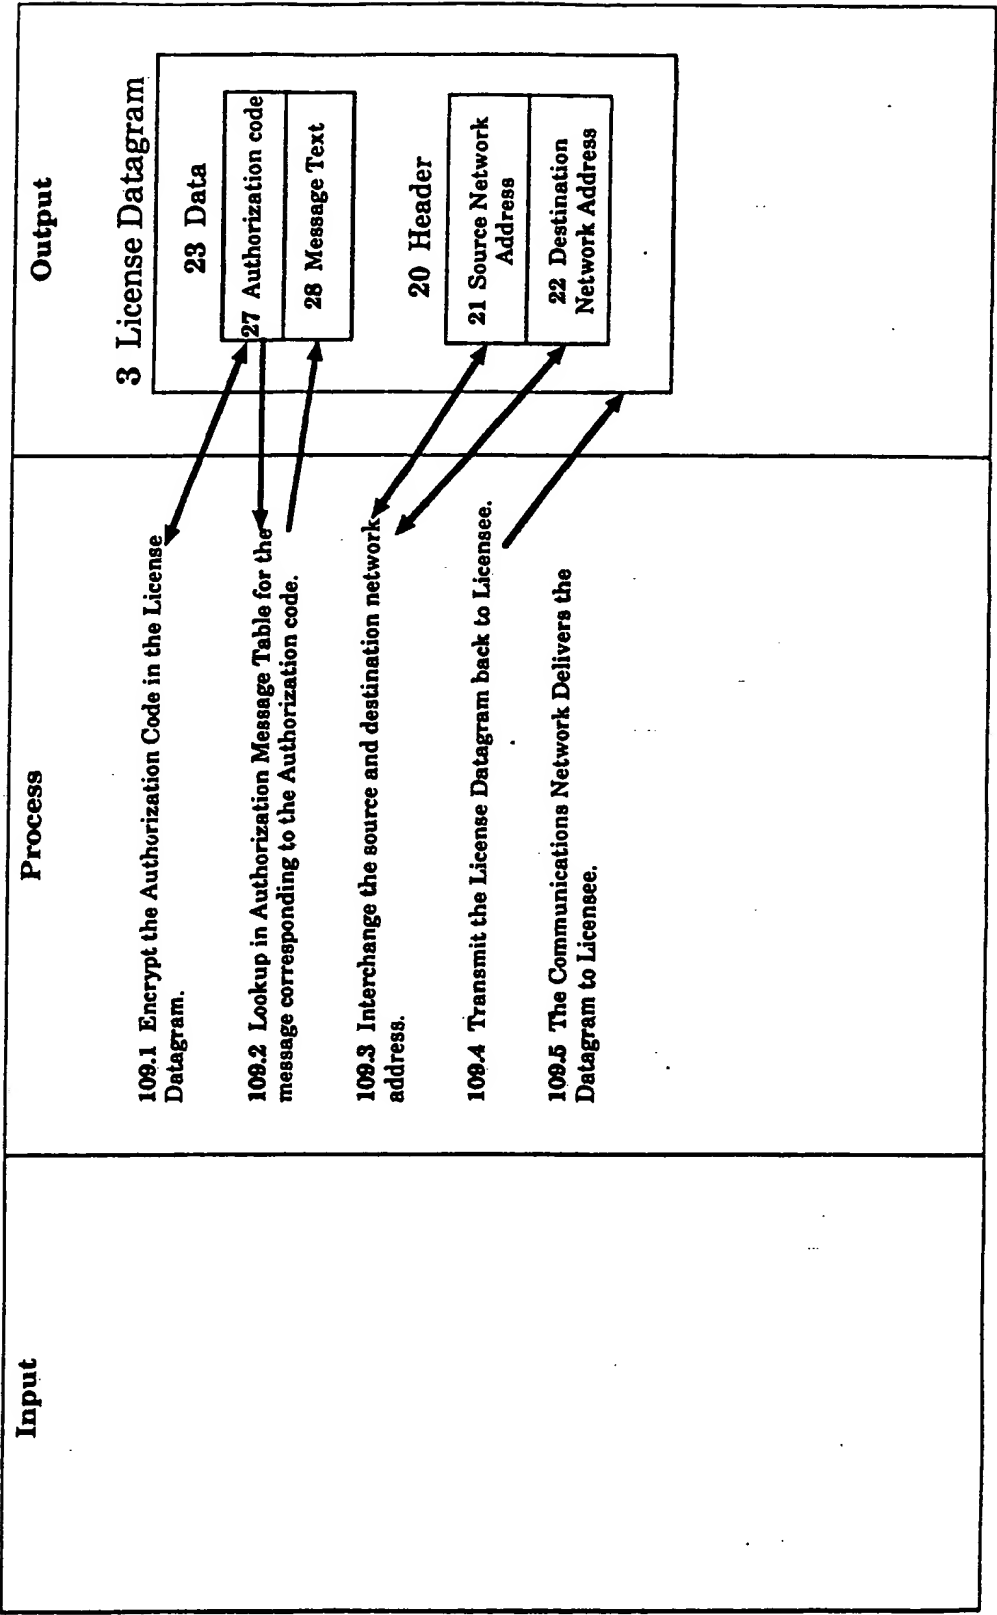 Input
Process
Output
109.1 Encrypt the Authorization Code in the License
Datagram.
109.2 Lookup in Authorization Message Table for the
message corresponding to the Authorization code.
109.3 Interchange the source and destination network
address.
109.4 Transmit the License Datagram back to Licensee.
109.5 The Communications Network Delivers the
Datagram to Licensee.
3 License Datagram
23 Data
27 Authorization code
28 Message Text
20 Header
21 Source Network
Address
22 Destination
Network Address